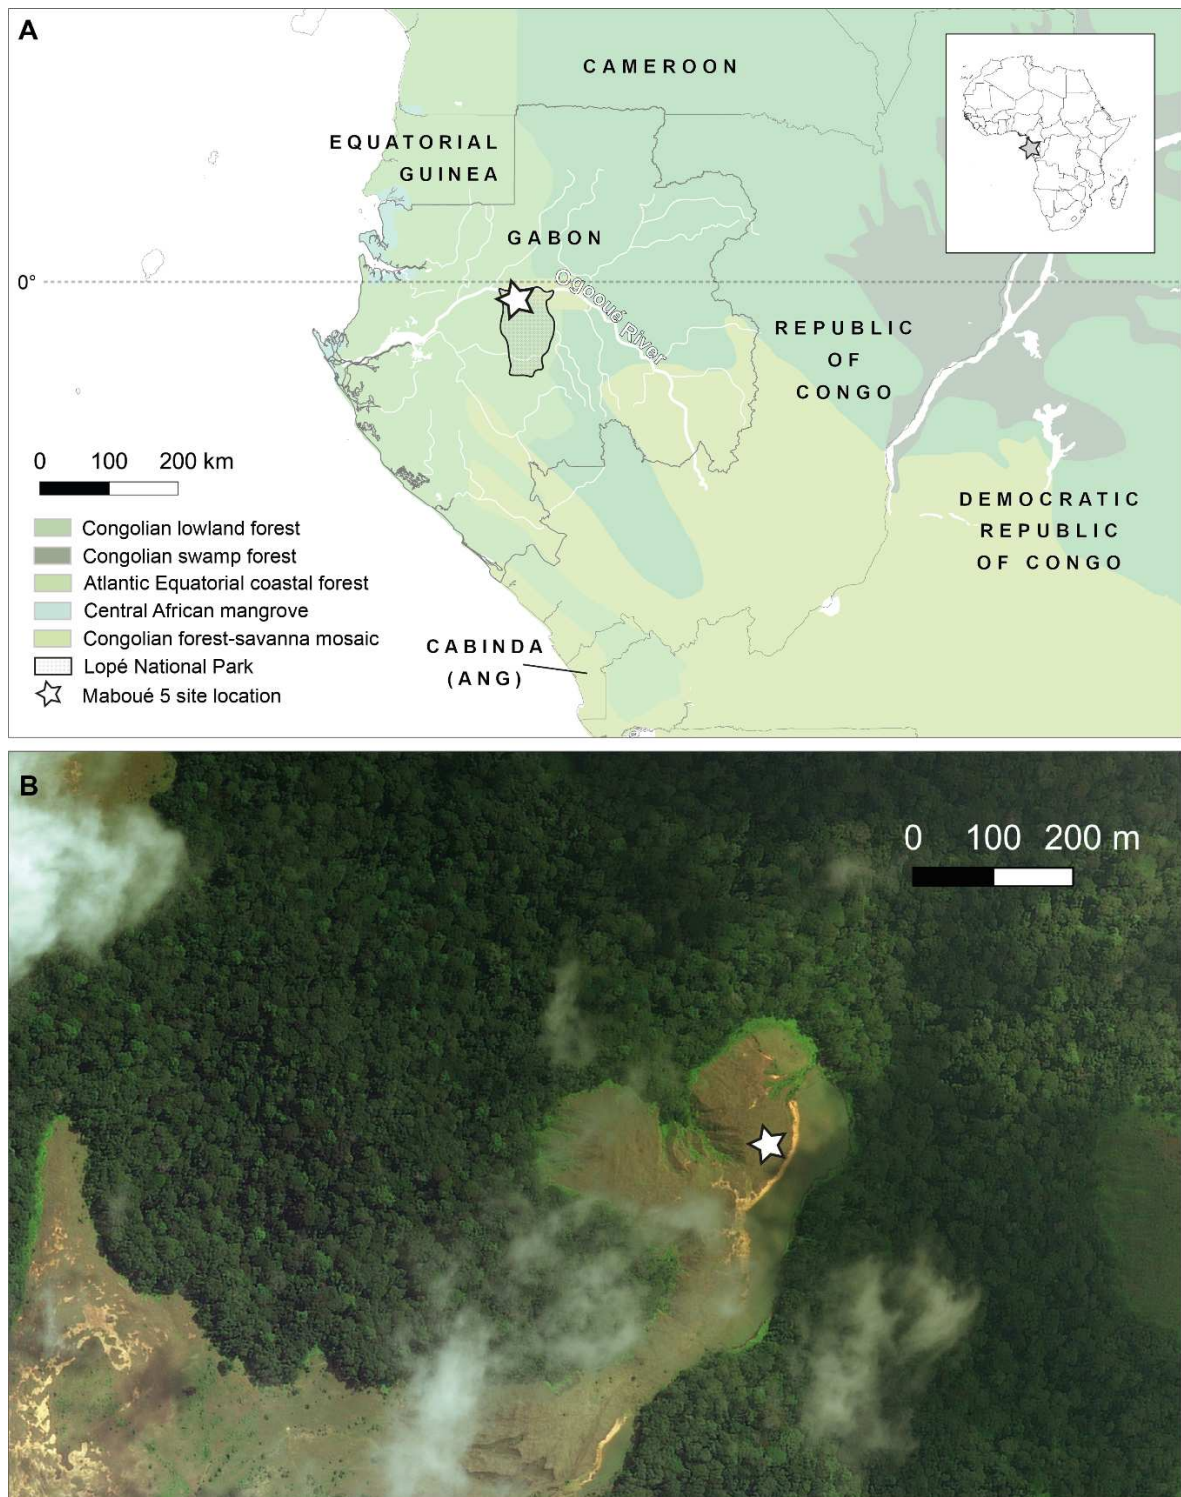 A
CAMEROON
EQUATORIAL
GUINEA
GABON
0°
Ogooué River
REPUBLIC
OF
CONGO
0 100 200 km
DEMOCRATIC
REPUBLIC
OF CONGO
Congolian lowland forest
Congolian swamp forest
Atlantic Equatorial coastal forest
Central African mangrove
Congolian forest-savanna mosaic
Lopé National Park
Maboué 5 site location
CABINDA
(ANG)
B
0 100 200 m